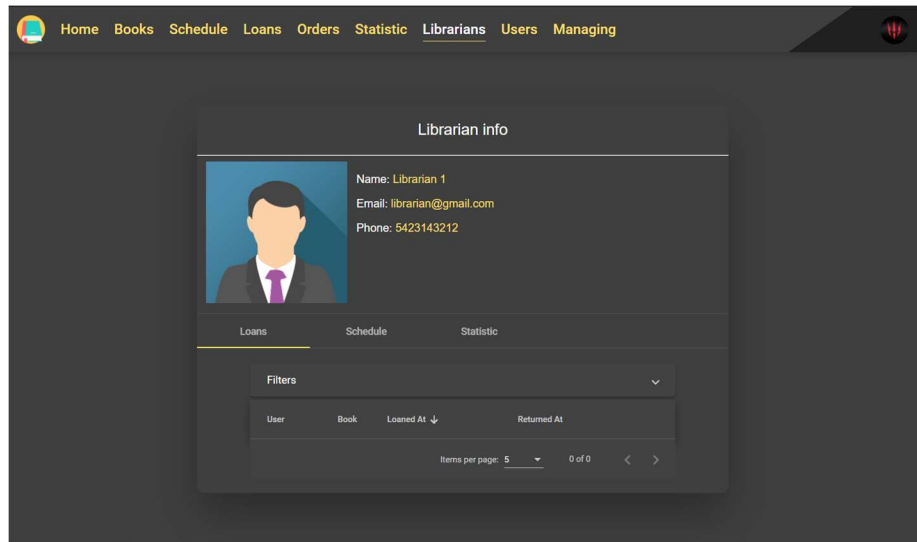 Home Books Schedule Loans Orders Statistic Librarians Users Managing
Librarian info
Name: Librarian 1
Email: librarian@gmail.com
Phone: 5423143212
Loans Schedule Statistic
Filters
User Book Loaned At ↓ Returned At
Items per page: 5 0 of 0